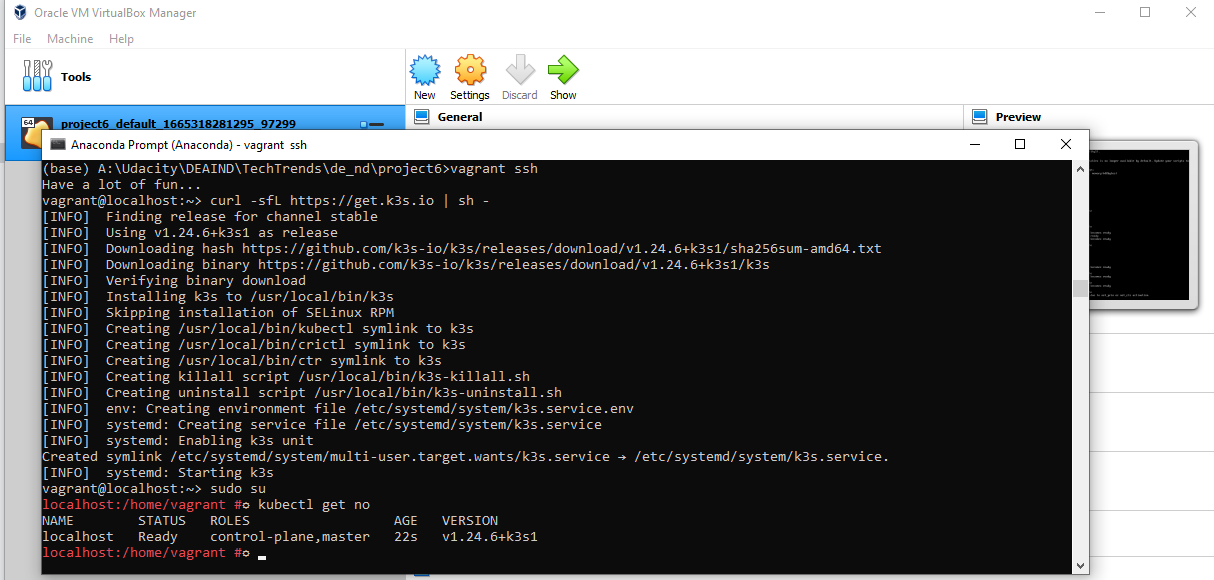 Oracle VM VirtualBox Manager
File Machine Help
Tools
New Settings Discard Show
64
project6_default_1665318281295_97299
General
Preview
Anaconda Prompt (Anaconda) - vagrant ssh
(base) A:\Udacity\DEAIND\TechTrends\de_nd\project6>vagrant ssh
Have a lot of fun...
vagrant@localhost:~> curl -sfL https://get.k3s.io | sh -
[INFO]  Finding release for channel stable
[INFO]  Using v1.24.6+k3s1 as release
[INFO]  Downloading hash https://github.com/k3s-io/k3s/releases/download/v1.24.6+k3s1/sha256sum-amd64.txt
[INFO]  Downloading binary https://github.com/k3s-io/k3s/releases/download/v1.24.6+k3s1/k3s
[INFO]  Verifying binary download
[INFO]  Installing k3s to /usr/local/bin/k3s
[INFO]  Skipping installation of SELinux RPM
[INFO]  Creating /usr/local/bin/kubectl symlink to k3s
[INFO]  Creating /usr/local/bin/crictl symlink to k3s
[INFO]  Creating /usr/local/bin/ctr symlink to k3s
[INFO]  Creating killall script /usr/local/bin/k3s-killall.sh
[INFO]  Creating uninstall script /usr/local/bin/k3s-uninstall.sh
[INFO]  env: Creating environment file /etc/systemd/system/k3s.service.env
[INFO]  systemd: Creating service file /etc/systemd/system/k3s.service
[INFO]  systemd: Enabling k3s unit
Created symlink /etc/systemd/system/multi-user.target.wants/k3s.service → /etc/systemd/system/k3s.service.
[INFO]  systemd: Starting k3s
vagrant@localhost:~> sudo su
localhost:/home/vagrant #✪ kubectl get no
NAME        STATUS   ROLES                  AGE   VERSION
localhost   Ready    control-plane,master   22s   v1.24.6+k3s1
localhost:/home/vagrant #✪